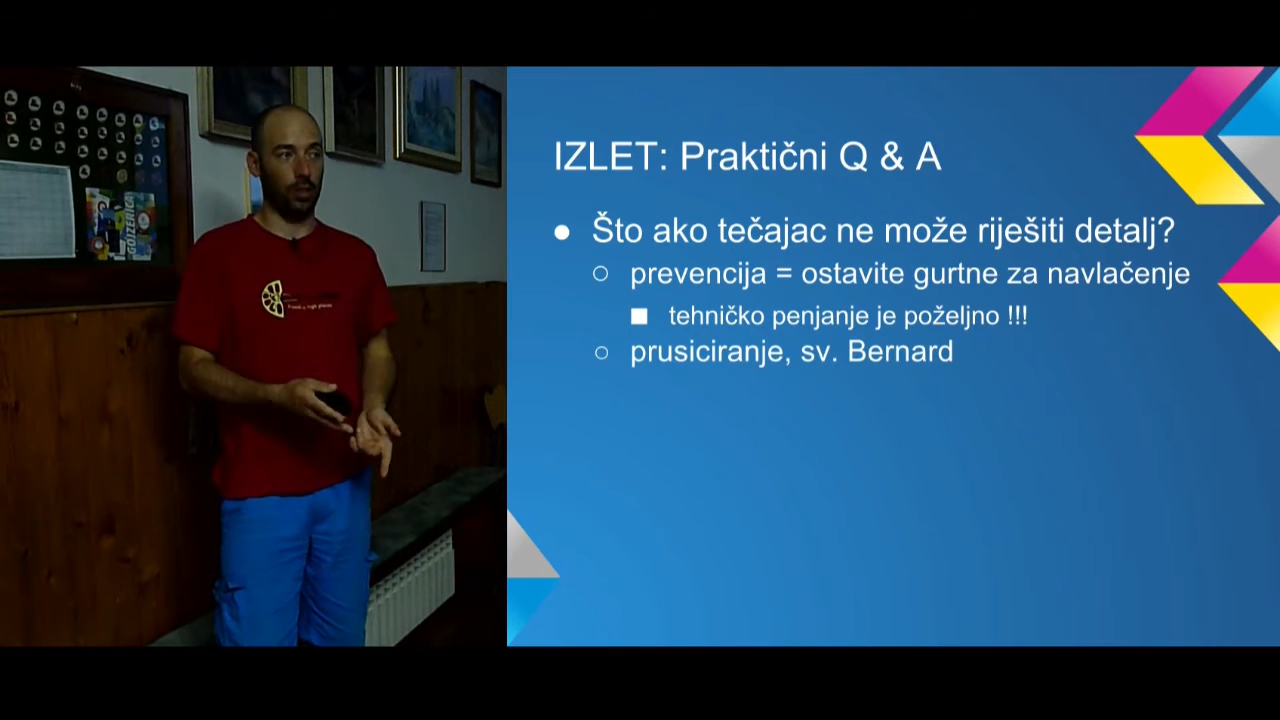 IZLET: Praktični Q & A
● Što ako tečajac ne može riješiti detalj?
○ prevencija = ostavite gurtne za navlačenje
■ tehničko penjanje je poželjno !!!
○ prusiciranje, sv. Bernard
GOJZERICA